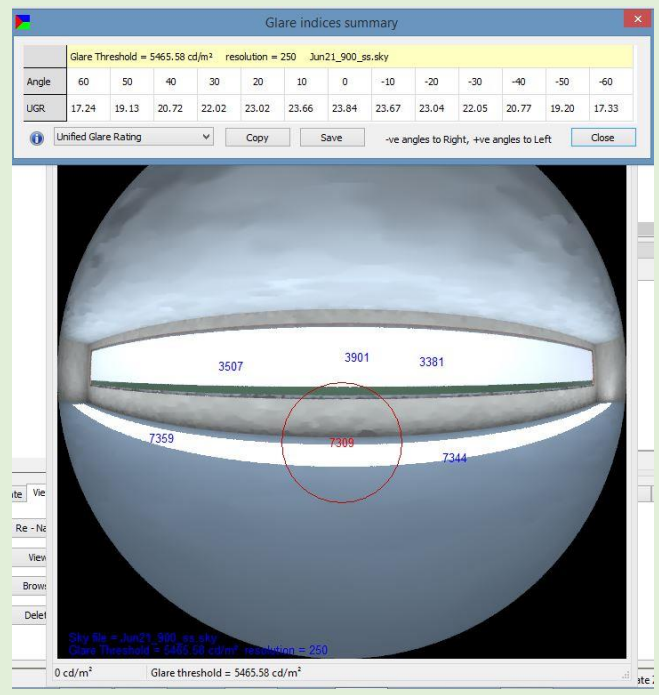 Glare indices summary
Glare Threshold = 5465.58 cd/m² resolution = 250 Jun21_900_ss.sky
Angle 60 50 40 30 20 10 0 -10 -20 -30 -40 -50 -60
UGR 17.24 19.13 20.72 22.02 23.02 23.66 23.84 23.67 23.04 22.05 20.77 19.20 17.33
Unified Glare Rating Copy Save -ve angles to Right, +ve angles to Left Close
3507 3901 3381
7359 7309 7344
Re - Na
View
Brows
Delet
Sky file = Jun21_900_ss.sky
Glare Threshold = 5465.58 cd/m² resolution = 250
0 cd/m² Glare threshold = 5465.58 cd/m²